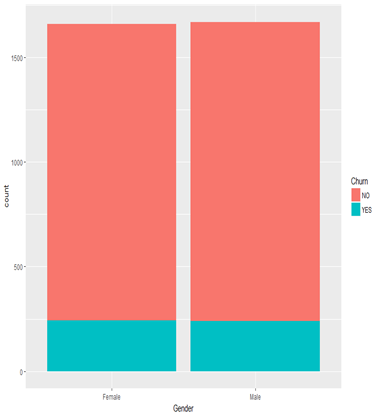 1500
1000
500
0
count
Female Male
Gender
Churn
NO
YES